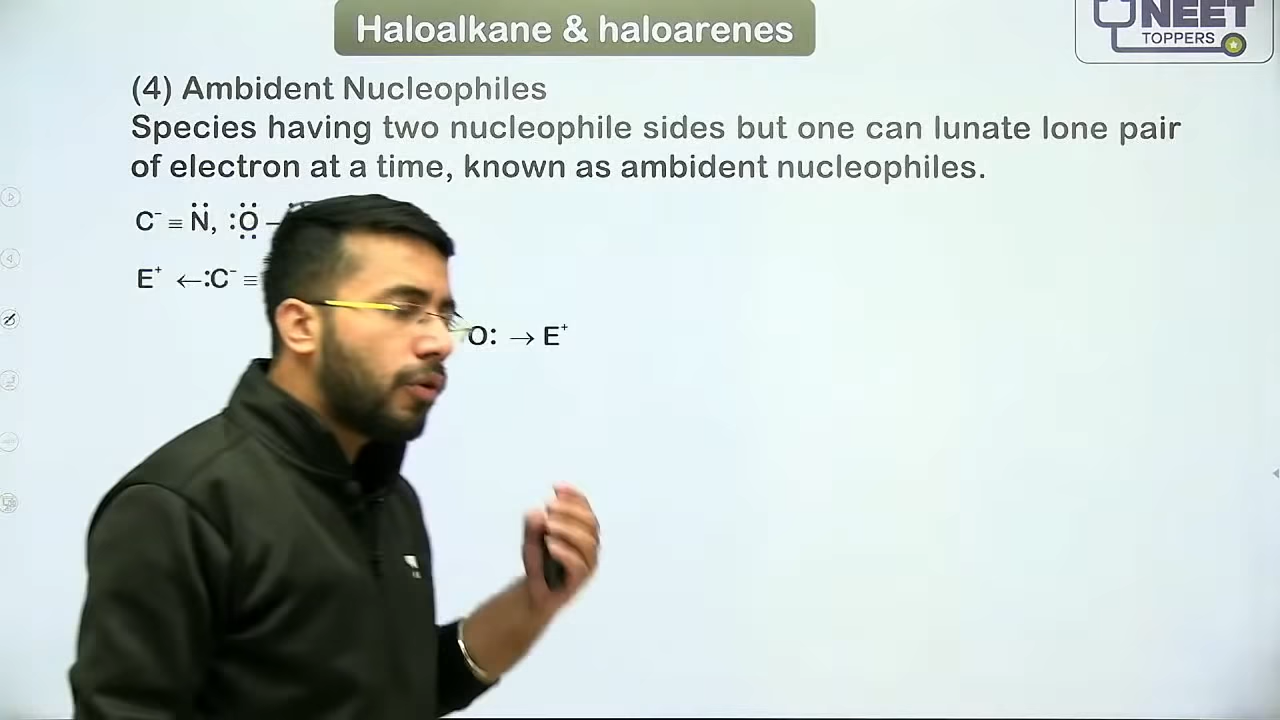 Haloalkane & haloarenes
NEET
TOPPERS
(4) Ambident Nucleophiles
Species having two nucleophile sides but one can lunate lone pair
of electron at a time, known as ambident nucleophiles.
C⁻ ≡ N̈, :Ö –
E⁺ ←:C⁻ ≡
O: → E⁺